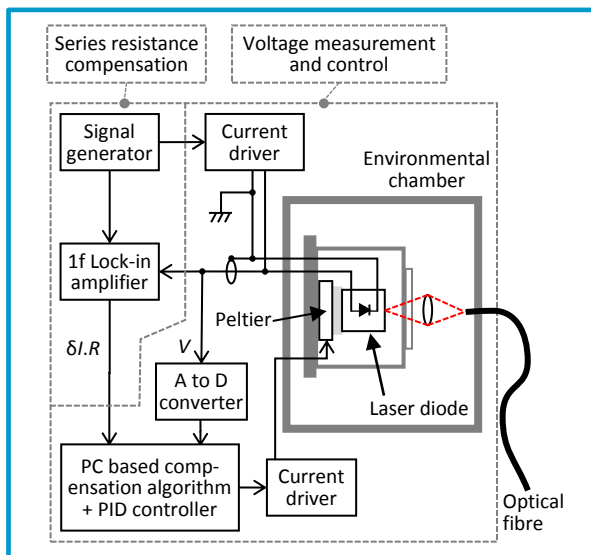 Series resistance
compensation
Voltage measurement
and control
Signal
generator
Current
driver
Environmental
chamber
1f Lock-in
amplifier
Peltier
δI.R
V
A to D
converter
Laser diode
PC based comp-
ensation algorithm
+ PID controller
Current
driver
Optical
fibre